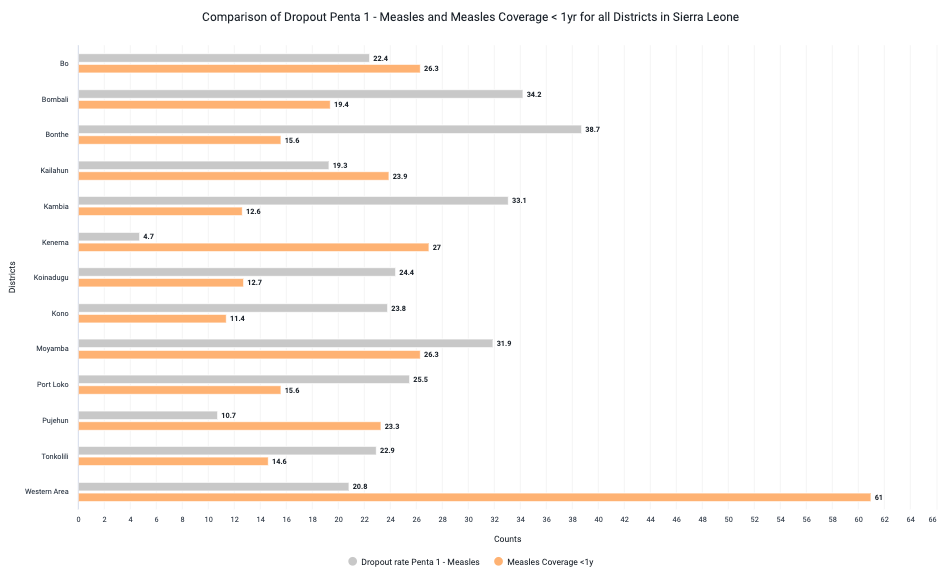 Comparison of Dropout Penta 1 - Measles and Measles Coverage < 1yr for all Districts in Sierra Leone
Districts
Bo
22.4
26.3
Bombali
34.2
19.4
Bonthe
38.7
15.6
Kailahun
19.3
23.9
Kambia
33.1
12.6
Kenema
4.7
27
Koinadugu
24.4
12.7
Kono
23.8
11.4
Moyamba
31.9
26.3
Port Loko
25.5
15.6
Pujehun
10.7
23.3
Tonkolili
22.9
14.6
Western Area
20.8
61
0 2 4 6 8 10 12 14 16 18 20 22 24 26 28 30 32 34 36 38 40 42 44 46 48 50 52 54 56 58 60 62 64 66
Counts
Dropout rate Penta 1 - Measles Measles Coverage <1y